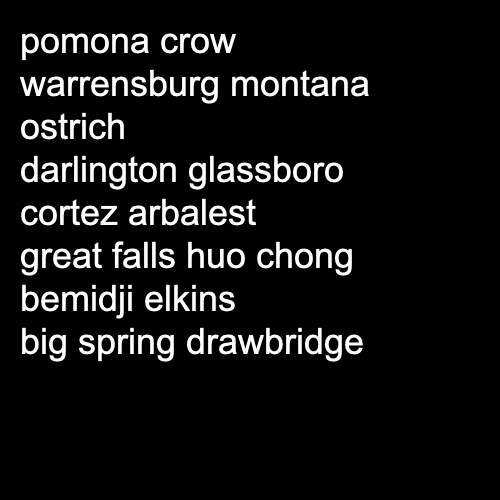 pomona crow
warrensburg montana
ostrich
darlington glassboro
cortez arbalest
great falls huo chong
bemidji elkins
big spring drawbridge